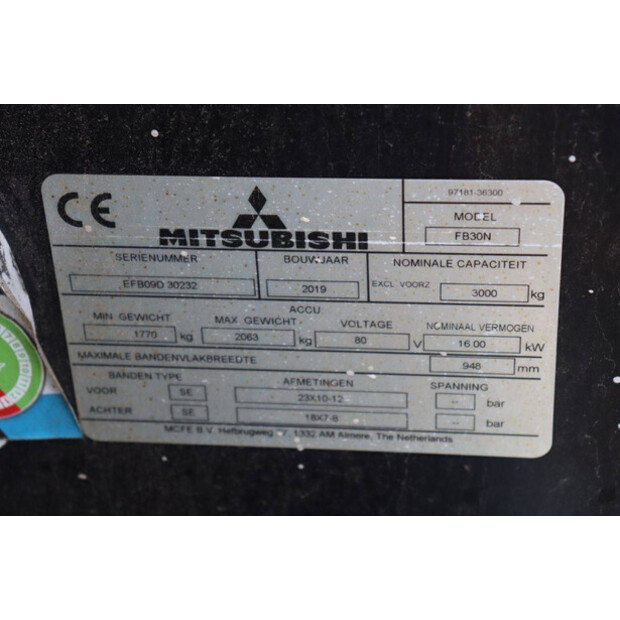 CE
97181-36300
MODEL
FB30N
MITSUBISHI
SERIENUMMER BOUWJAAR NOMINALE CAPACITEIT
EFB09D 30232 2019 EXCL VOORZ 3000 kg
ACCU
MIN GEWICHT MAX GEWICHT VOLTAGE NOMINAAL VERMOGEN
1770 kg 2063 kg 80 V 16.00 kW
MAXIMALE BANDENVLAKBREEDTE 948 mm
BANDEN TYPE AFMETINGEN SPANNING
VOOR SE 23X10-12 -- bar
ACHTER SE 18X7-8 -- bar
MCFE B.V. 1332 AM Almere, The Netherlands